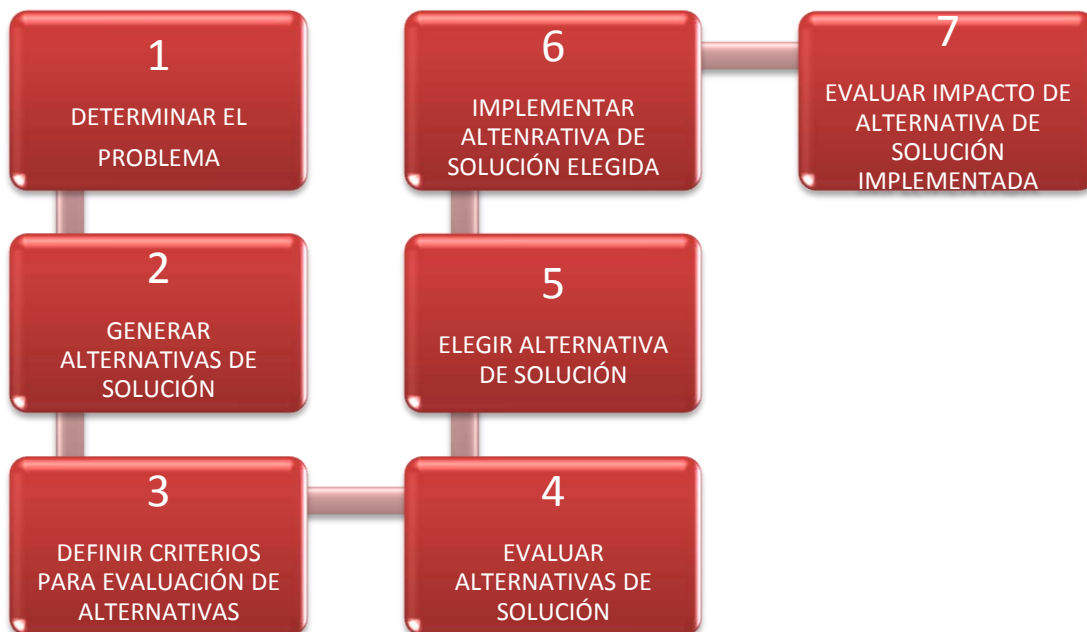 1
DETERMINAR EL
PROBLEMA
2
GENERAR
ALTERNATIVAS DE
SOLUCIÓN
3
DEFINIR CRITERIOS
PARA EVALUACIÓN DE
ALTERNATIVAS
4
EVALUAR
ALTERNATIVAS DE
SOLUCIÓN
5
ELEGIR ALTERNATIVA
DE SOLUCIÓN
6
IMPLEMENTAR
ALTENRATIVA DE
SOLUCIÓN ELEGIDA
7
EVALUAR IMPACTO DE
ALTERNATIVA DE
SOLUCIÓN
IMPLEMENTADA